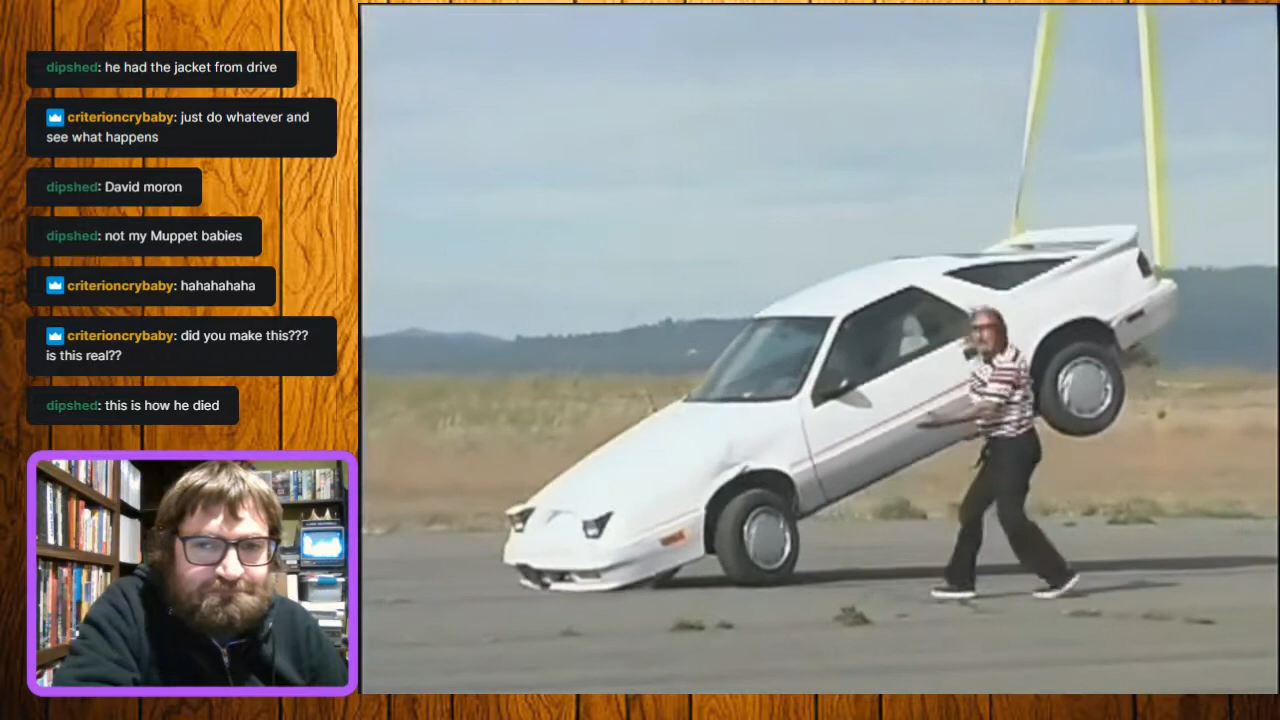 dipshed: he had the jacket from drive
criterioncrybaby: just do whatever and
see what happens
dipshed: David moron
dipshed: not my Muppet babies
criterioncrybaby: hahahahaha
criterioncrybaby: did you make this???
is this real??
dipshed: this is how he died